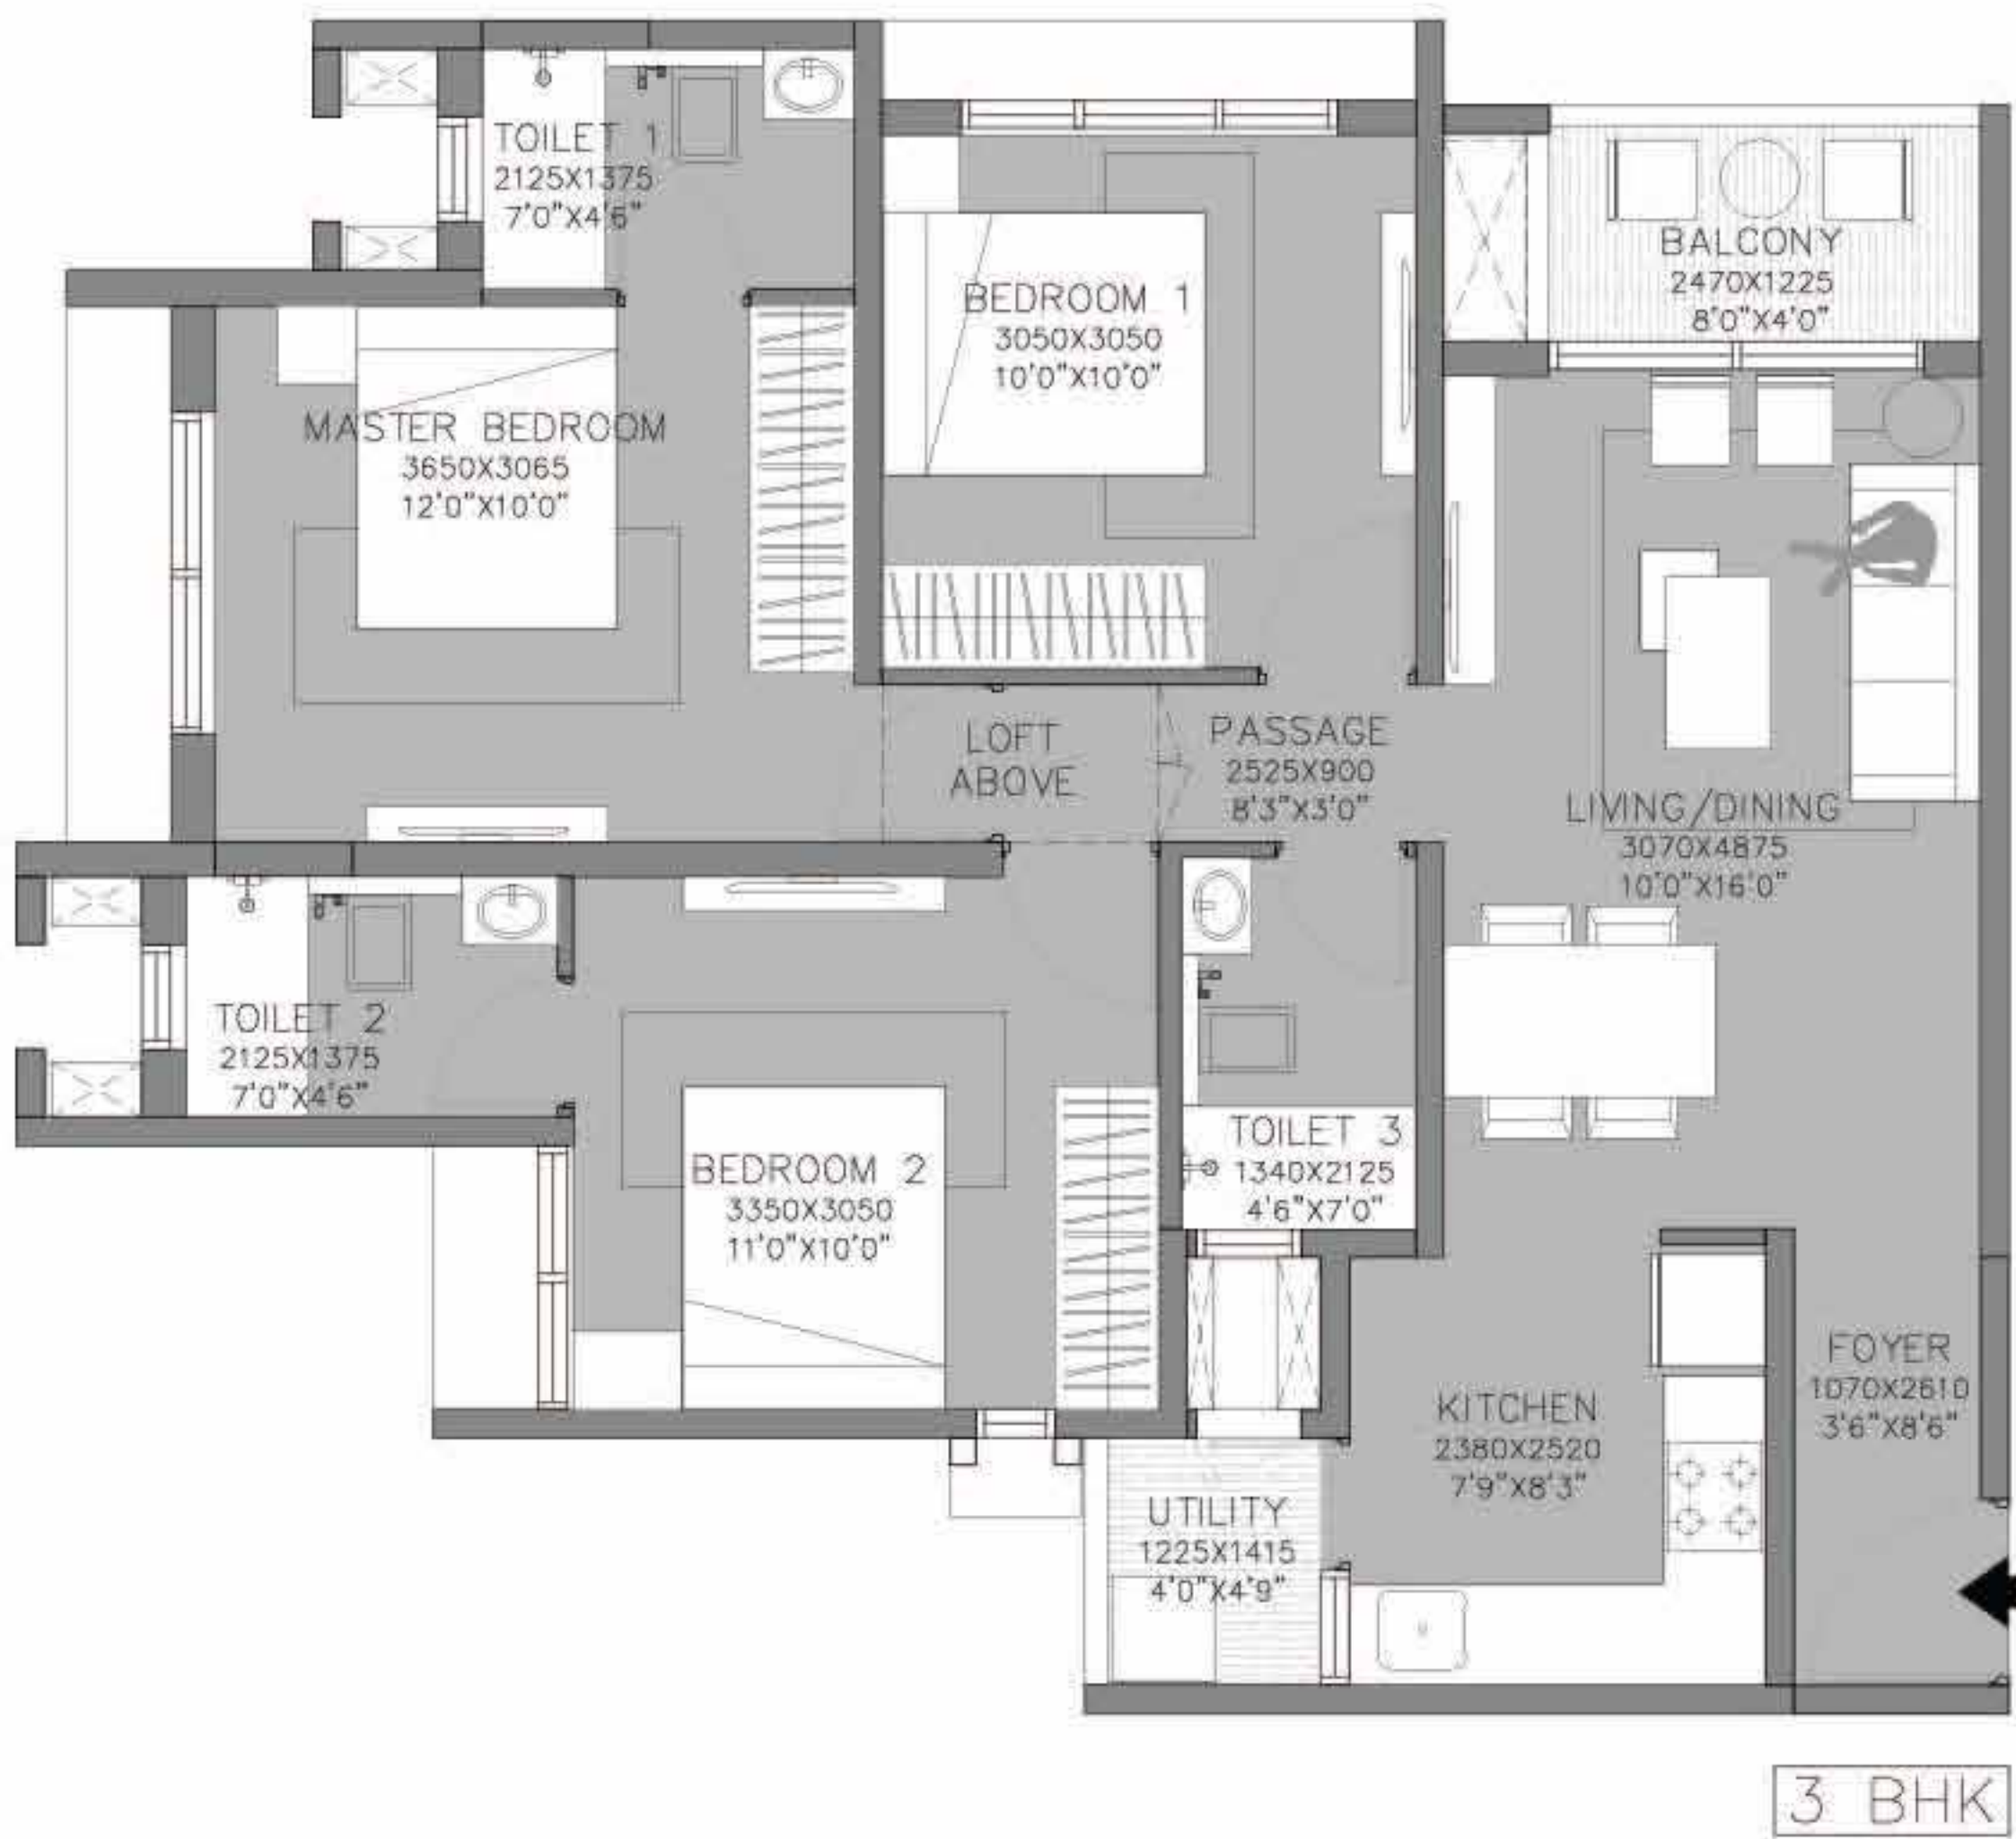 TOILET 1
2125X1375
7'0"X4'6"
BEDROOM 1
3050X3050
10'0"X10'0"
BALCONY
2470X1225
8'0"X4'0"
MASTER BEDROOM
3650X3065
12'0"X10'0"
LOFT
ABOVE
PASSAGE
2525X900
8'3"X3'0"
LIVING/DINING
3070X4875
10'0"X16'0"
TOILET 2
2125X1375
7'0"X4'6"
BEDROOM 2
3350X3050
11'0"X10'0"
TOILET 3
1340X2125
4'6"X7'0"
KITCHEN
2380X2520
7'9"X8'3"
FOYER
1070X2610
3'6"X8'6"
UTILITY
1225X1415
4'0"X4'9"
3 BHK